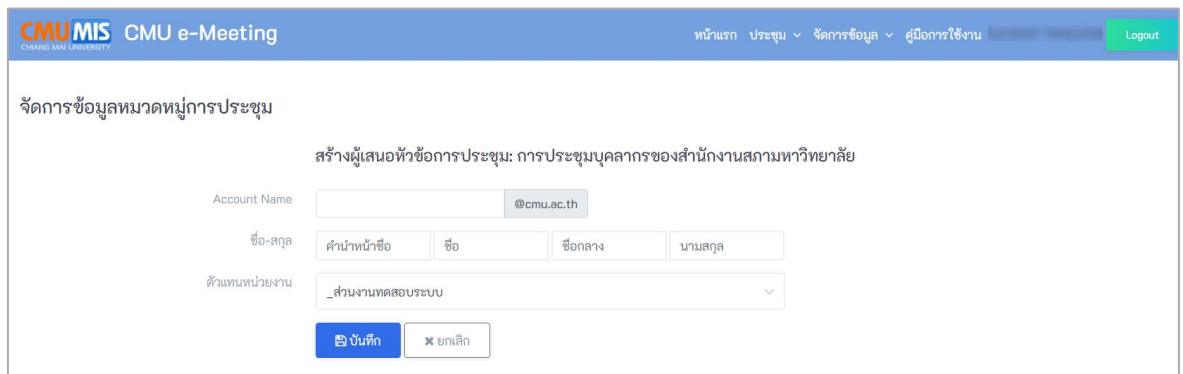 CMU MIS CMU e-Meeting หน้าแรก ประชุม จัดการข้อมูล คู่มือการใช้งาน Logout
CHIANG MAI UNIVERSITY
จัดการข้อมูลหมวดหมู่การประชุม
สร้างผู้เสนอหัวข้อการประชุม: การประชุมบุคลากรของสำนักงานสภามหาวิทยาลัย
Account Name @cmu.ac.th
ชื่อ-สกุล คำนำหน้าชื่อ ชื่อ ชื่อกลาง นามสกุล
ตัวแทนหน่วยงาน _ส่วนงานทดสอบระบบ
บันทึก ยกเลิก